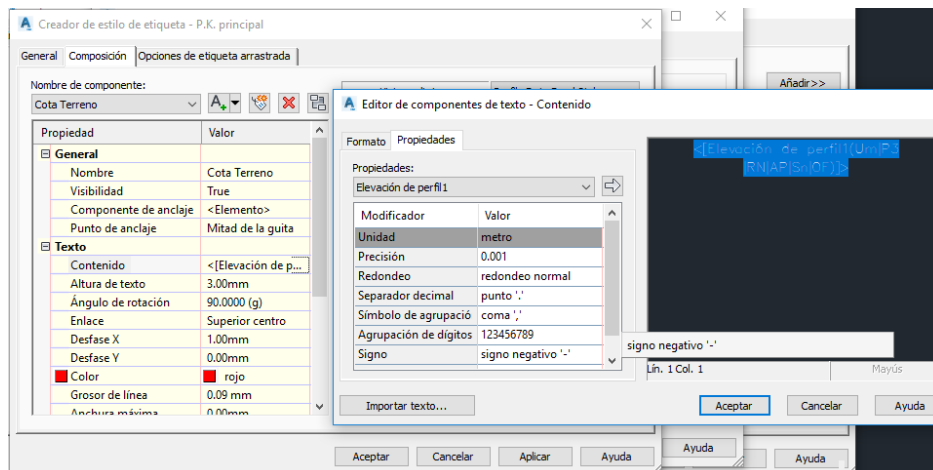 Creador de estilo de etiqueta - P.K. principal
General Composición Opciones de etiqueta arrastrada
Nombre de componente:
Cota Terreno
Propiedad Valor
General
Nombre Cota Terreno
Visibilidad True
Componente de anclaje <Elemento>
Punto de anclaje Mitad de la guita
Texto
Contenido <[Elevación de p...
Altura de texto 3.00mm
Ángulo de rotación 90.0000 (g)
Enlace Superior centro
Desfase X 1.00mm
Desfase Y 0.00mm
Color rojo
Grosor de línea 0.09 mm
Anchura máxima 0.00mm
Aceptar Cancelar Aplicar Ayuda
Editor de componentes de texto - Contenido
Formato Propiedades
Propiedades:
Elevación de perfil1
Modificador Valor
Unidad metro
Precisión 0.001
Redondeo redondeo normal
Separador decimal punto '.'
Símbolo de agrupació coma ','
Agrupación de dígitos 123456789
Signo signo negativo '-'
Importar texto...
<[Elevación de perfil1(Um|P3
RN|AP|Sn|OF)]>
signo negativo '-'
Lín. 1 Col. 1 Mayús
Aceptar Cancelar Ayuda
Añadir>>
Ayuda
Ayuda